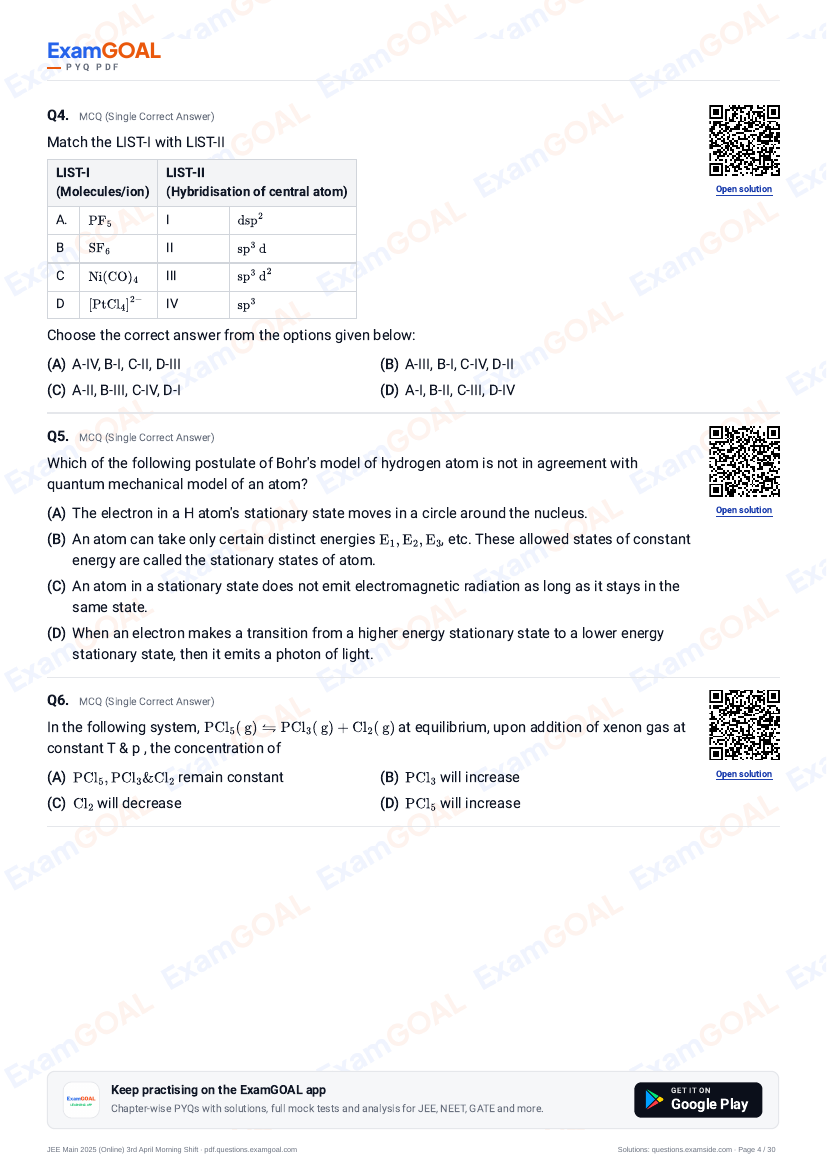 ExamGOAL
PYQ PDF
Q4. MCQ (Single Correct Answer)
Match the LIST-I with LIST-II
LIST-I (Molecules/ion) LIST-II (Hybridisation of central atom)
A. PF₅ I dsp²
B SF₆ II sp³ d
C Ni(CO)₄ III sp³ d²
D [PtCl₄]²⁻ IV sp³
Choose the correct answer from the options given below:
(A) A-IV, B-I, C-II, D-III
(B) A-III, B-I, C-IV, D-II
(C) A-II, B-III, C-IV, D-I
(D) A-I, B-II, C-III, D-IV
Open solution
Q5. MCQ (Single Correct Answer)
Which of the following postulate of Bohr's model of hydrogen atom is not in agreement with
quantum mechanical model of an atom?
(A) The electron in a H atom's stationary state moves in a circle around the nucleus.
(B) An atom can take only certain distinct energies E₁, E₂, E₃, etc. These allowed states of constant
energy are called the stationary states of atom.
(C) An atom in a stationary state does not emit electromagnetic radiation as long as it stays in the
same state.
(D) When an electron makes a transition from a higher energy stationary state to a lower energy
stationary state, then it emits a photon of light.
Open solution
Q6. MCQ (Single Correct Answer)
In the following system, PCl₅( g) ⇋ PCl₃( g) + Cl₂( g) at equilibrium, upon addition of xenon gas at
constant T & p , the concentration of
(A) PCl₅, PCl₃&Cl₂ remain constant
(B) PCl₃ will increase
(C) Cl₂ will decrease
(D) PCl₅ will increase
Open solution
ExamGOAL
Keep practising on the ExamGOAL app
Chapter-wise PYQs with solutions, full mock tests and analysis for JEE, NEET, GATE and more.
GET IT ON
Google Play
JEE Main 2025 (Online) 3rd April Morning Shift · pdf.questions.examgoal.com
Solutions: questions.examside.com · Page 4 / 30